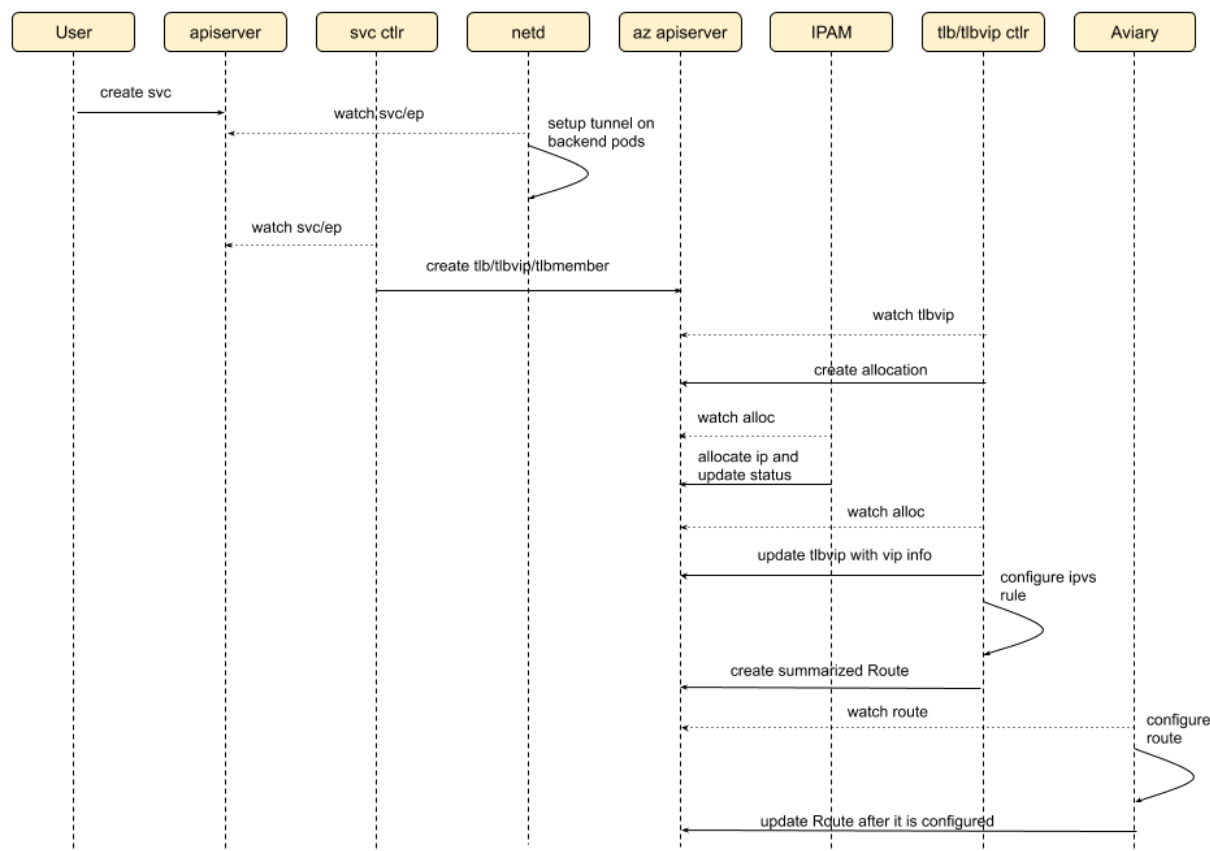 User
apiserver
svc ctlr
netd
az apiserver
IPAM
tlb/tlbvip ctlr
Aviary
create svc
watch svc/ep
setup tunnel on
backend pods
watch svc/ep
create tlb/tlbvip/tlbmember
watch tlbvip
create allocation
watch alloc
allocate ip and
update status
watch alloc
update tlbvip with vip info
configure ipvs
rule
create summarized Route
watch route
configure
route
update Route after it is configured